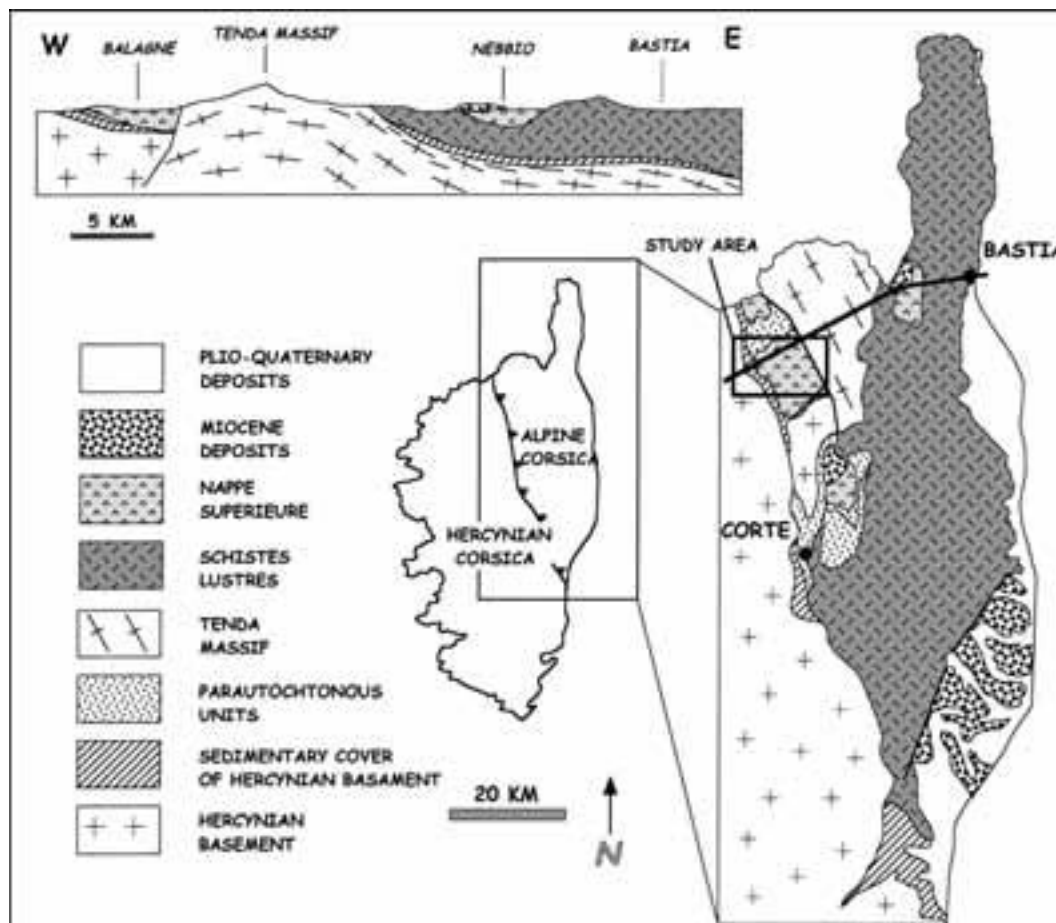 W
BALAGNE
TENDA MASSIF
NEBBIO
BASTIA
E
5 KM
STUDY AREA
BASTIA
CORTE
ALPINE
CORSICA
HERCYNIAN
CORSICA
PLIO-QUATERNARY
DEPOSITS
MIOCENE
DEPOSITS
NAPPE
SUPERIEURE
SCHISTES
LUSTRES
TENDA
MASSIF
PARAUTOCHTONOUS
UNITS
SEDIMENTARY COVER
OF HERCYNIAN BASAMENT
HERCYNIAN
BASEMENT
20 KM
N